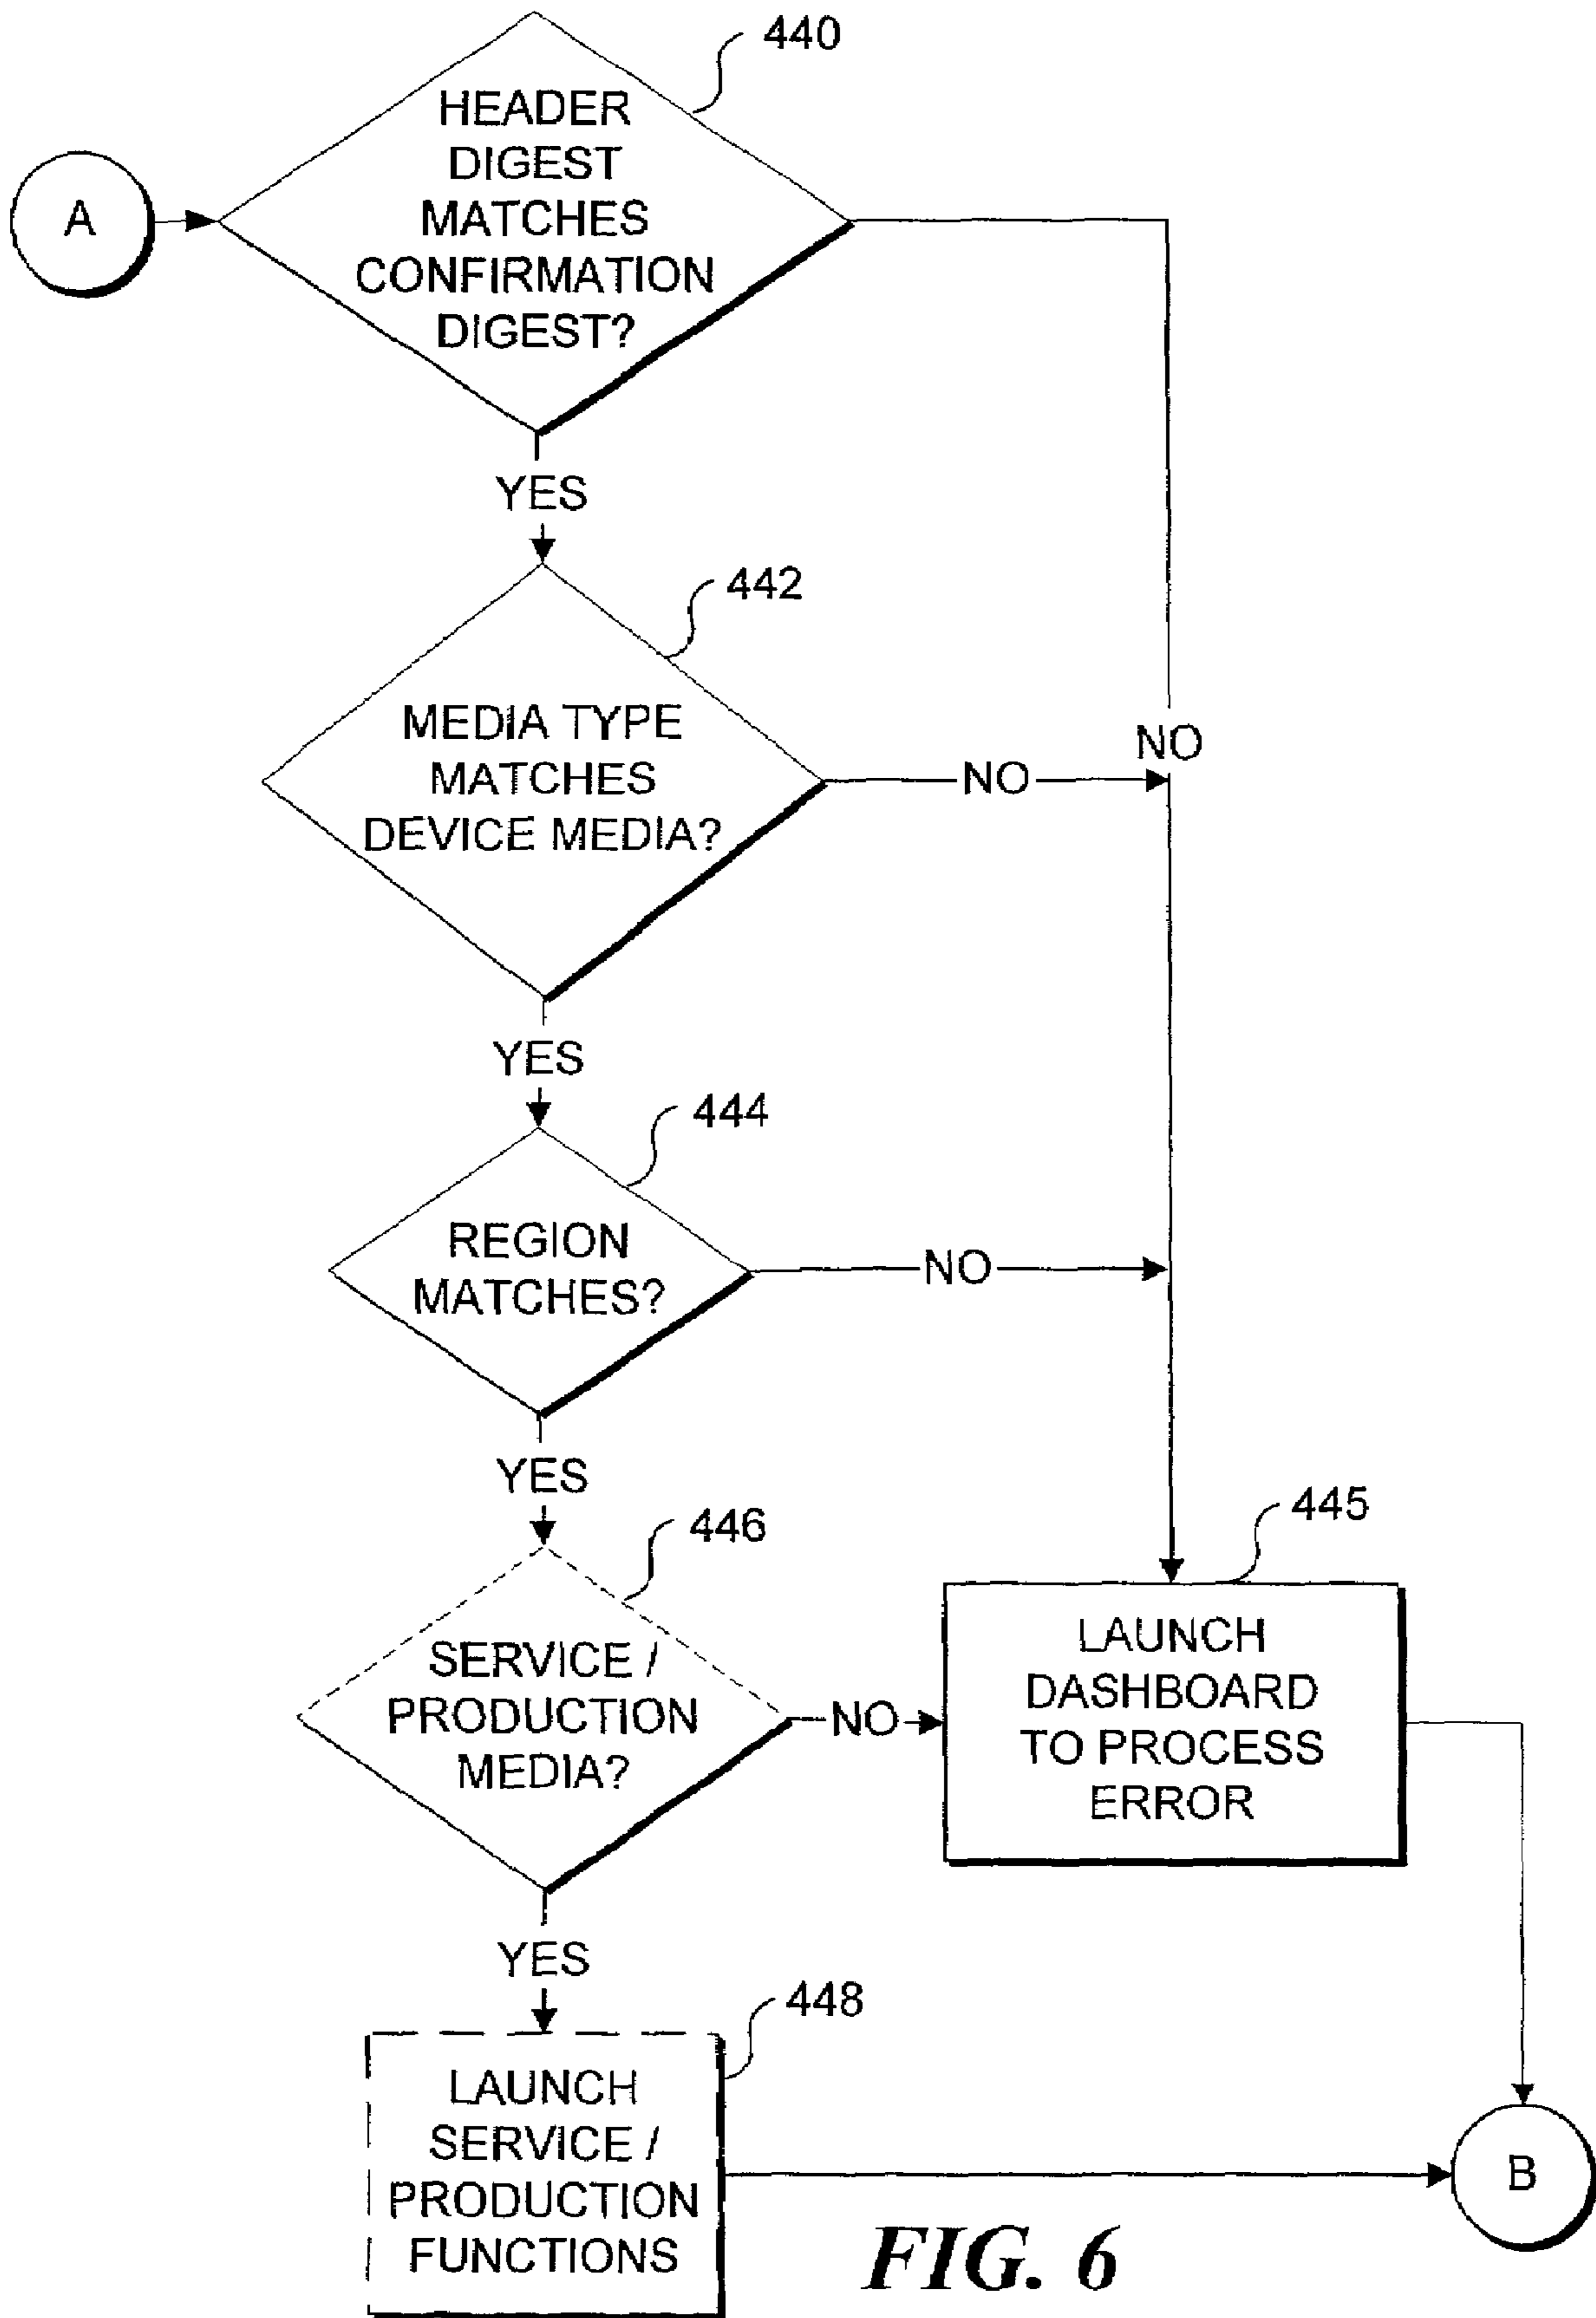 440
HEADER
DIGEST
MATCHES
CONFIRMATION
DIGEST?
A
YES
442
MEDIA TYPE
MATCHES
DEVICE MEDIA?
NO
NO
YES
444
REGION
MATCHES?
NO
YES
446
445
SERVICE /
PRODUCTION
MEDIA?
NO
LAUNCH
DASHBOARD
TO PROCESS
ERROR
YES
448
LAUNCH
SERVICE /
PRODUCTION
FUNCTIONS
B
FIG. 6